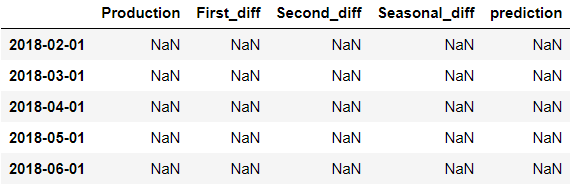 Production First_diff Second_diff Seasonal_diff prediction
2018-02-01 NaN NaN NaN NaN NaN
2018-03-01 NaN NaN NaN NaN NaN
2018-04-01 NaN NaN NaN NaN NaN
2018-05-01 NaN NaN NaN NaN NaN
2018-06-01 NaN NaN NaN NaN NaN